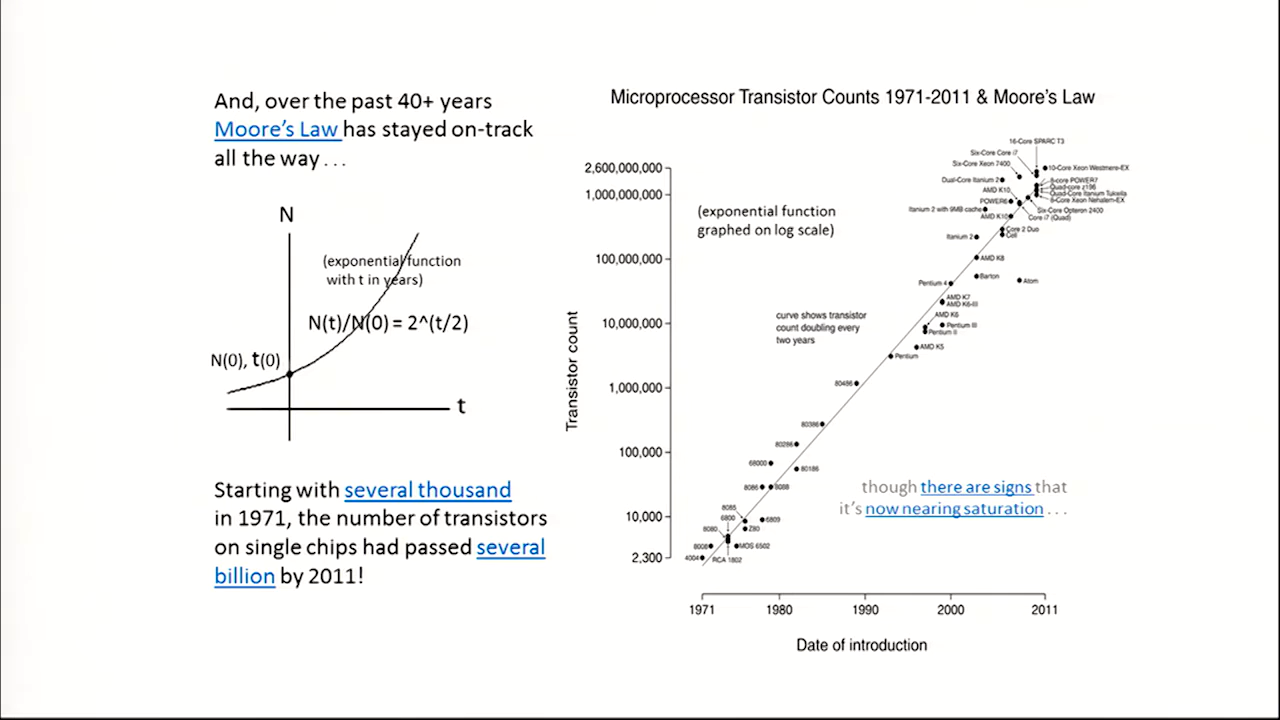 And, over the past 40+ years
Moore's Law has stayed on-track
all the way . . .
N
(exponential function
with t in years)
N(t)/N(0) = 2^(t/2)
N(0), t(0)
t
Starting with several thousand
in 1971, the number of transistors
on single chips had passed several
billion by 2011!
Microprocessor Transistor Counts 1971-2011 & Moore's Law
16-Core SPARC T3
Six-Core Core i7
Six-Core Xeon 7400
10-Core Xeon Westmere-EX
Dual-Core Itanium 2
8-core POWER7
Quad-core z196
Quad-Core Itanium Tukwila
8-Core Xeon Nehalem-EX
AMD K10
POWER6
Itanium 2 with 9MB cache
Six-Core Opteron 2400
AMD K10
Core i7 (Quad)
Core 2 Duo
Itanium 2
Cell
AMD K8
Barton
Atom
Pentium 4
AMD K7
AMD K6-III
AMD K6
Pentium III
Pentium II
AMD K5
Pentium
80486
80386
80286
68000
80186
8086
8088
8085
6800
6809
8080
Z80
8008
MOS 6502
4004
RCA 1802
2,600,000,000
1,000,000,000
100,000,000
10,000,000
1,000,000
100,000
10,000
2,300
Transistor count
(exponential function
graphed on log scale)
curve shows transistor
count doubling every
two years
though there are signs that
it's now nearing saturation . . .
1971 1980 1990 2000 2011
Date of introduction